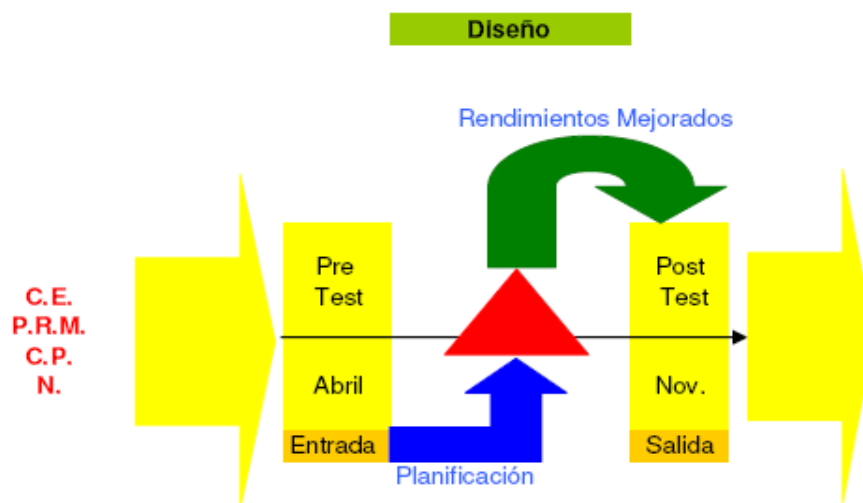 Diseño
Rendimientos Mejorados
C.E.
P.R.M.
C.P.
N.
Pre
Test
Abril
Entrada
Planificación
Post
Test
Nov.
Salida